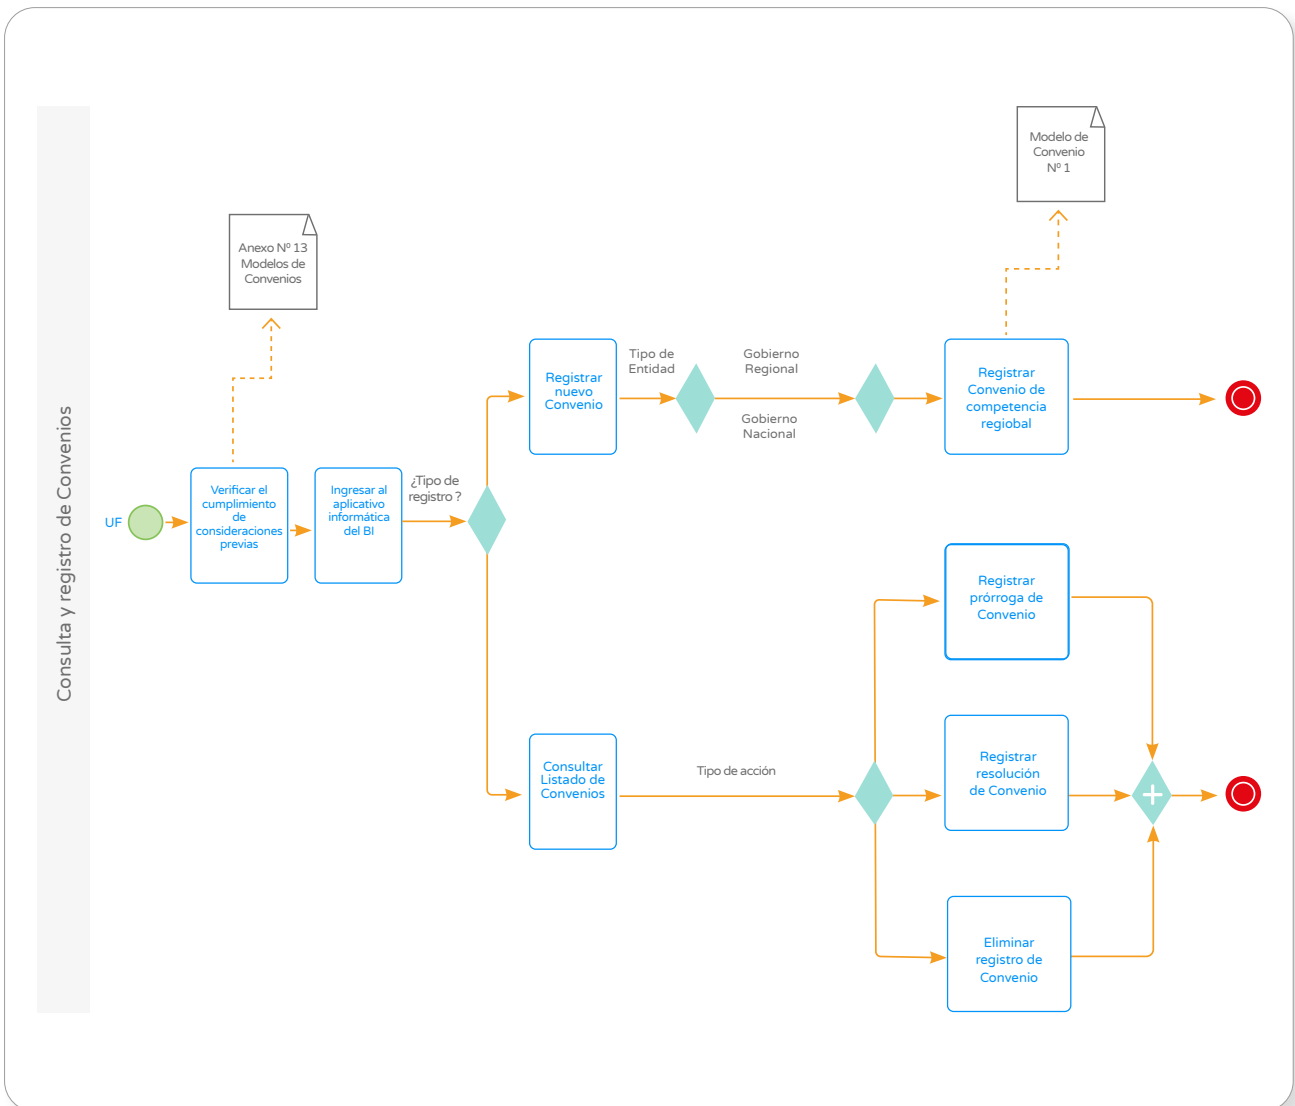 Consulta y registro de Convenios
UF
Anexo Nº 13
Modelos de
Convenios
Verificar el
cumplimiento
de
consideraciones
previas
Ingresar al
aplicativo
informática
del BI
¿Tipo de
registro ?
Registrar
nuevo
Convenio
Tipo de
Entidad
Gobierno
Regional
Gobierno
Nacional
Modelo de
Convenio
Nº 1
Registrar
Convenio de
competencia
regiobal
Consultar
Listado de
Convenios
Tipo de acción
Registrar
prórroga de
Convenio
Registrar
resolución
de Convenio
Eliminar
registro de
Convenio